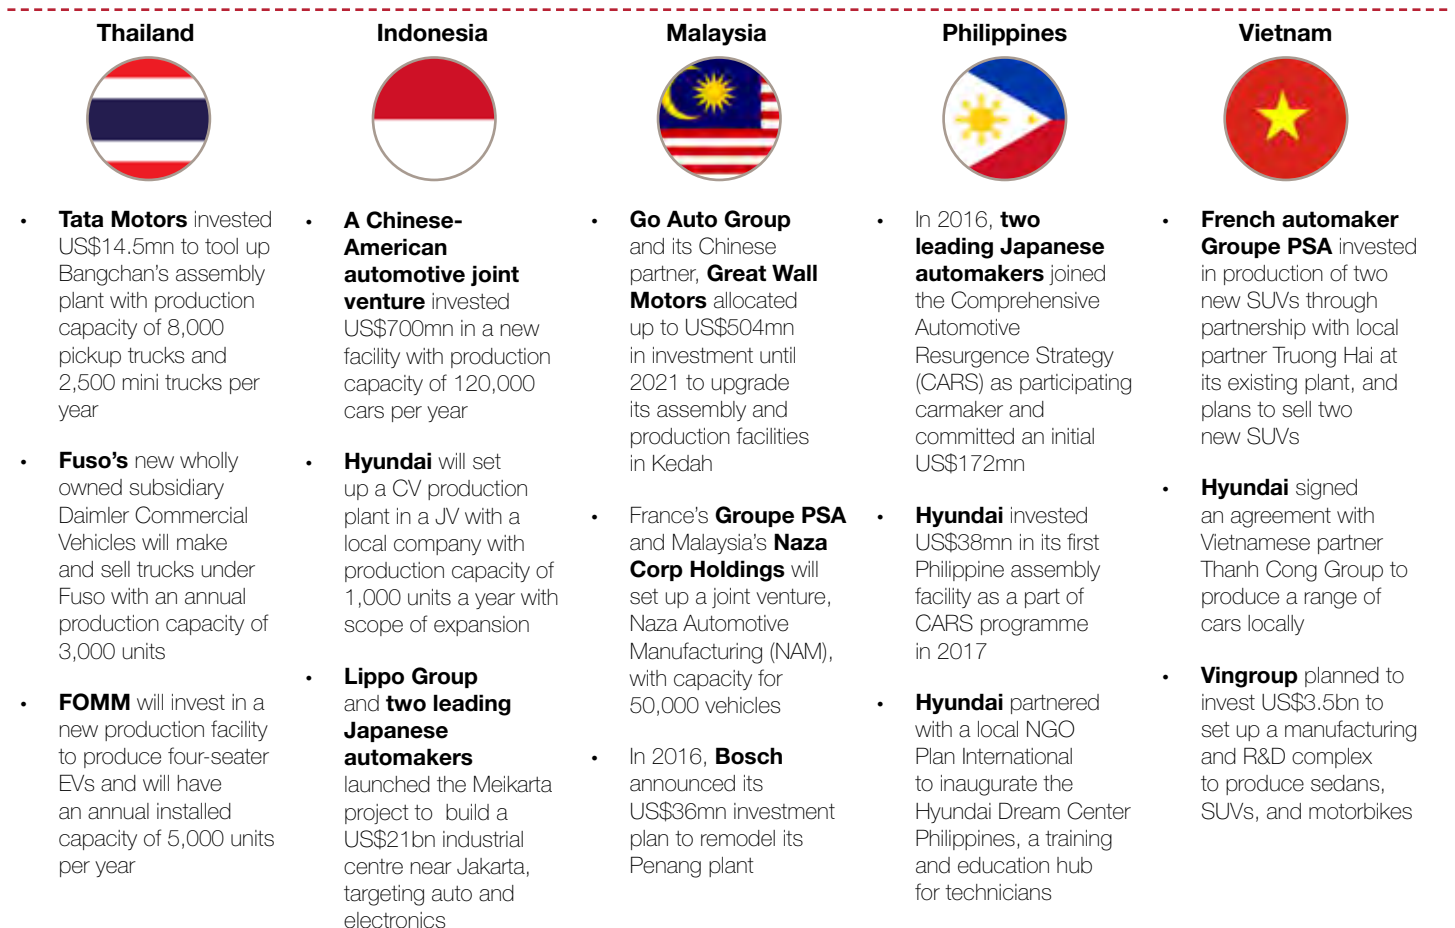 Thailand
• Tata Motors invested
US$14.5mn to tool up
Bangchan’s assembly
plant with production
capacity of 8,000
pickup trucks and
2,500 mini trucks per
year
• Fuso’s new wholly
owned subsidiary
Daimler Commercial
Vehicles will make
and sell trucks under
Fuso with an annual
production capacity of
3,000 units
• FOMM will invest in a
new production facility
to produce four-seater
EVs and will have
an annual installed
capacity of 5,000 units
per year
Indonesia
• A Chinese-
American
automotive joint
venture invested
US$700mn in a new
facility with production
capacity of 120,000
cars per year
• Hyundai will set
up a CV production
plant in a JV with a
local company with
production capacity of
1,000 units a year with
scope of expansion
• Lippo Group
and two leading
Japanese
automakers
launched the Meikarta
project to build a
US$21bn industrial
centre near Jakarta,
targeting auto and
electronics
Malaysia
• Go Auto Group
and its Chinese
partner, Great Wall
Motors allocated
up to US$504mn
in investment until
2021 to upgrade
its assembly and
production facilities
in Kedah
• France’s Groupe PSA
and Malaysia’s Naza
Corp Holdings will
set up a joint venture,
Naza Automotive
Manufacturing (NAM),
with capacity for
50,000 vehicles
• In 2016, Bosch
announced its
US$36mn investment
plan to remodel its
Penang plant
Philippines
• In 2016, two
leading Japanese
automakers joined
the Comprehensive
Automotive
Resurgence Strategy
(CARS) as participating
carmaker and
committed an initial
US$172mn
• Hyundai invested
US$38mn in its first
Philippine assembly
facility as a part of
CARS programme
in 2017
• Hyundai partnered
with a local NGO
Plan International
to inaugurate the
Hyundai Dream Center
Philippines, a training
and education hub
for technicians
Vietnam
• French automaker
Groupe PSA invested
in production of two
new SUVs through
partnership with local
partner Truong Hai at
its existing plant, and
plans to sell two
new SUVs
• Hyundai signed
an agreement with
Vietnamese partner
Thanh Cong Group to
produce a range of
cars locally
• Vingroup planned to
invest US$3.5bn to
set up a manufacturing
and R&D complex
to produce sedans,
SUVs, and motorbikes